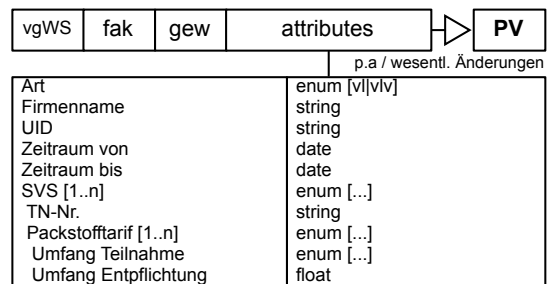 vgWS fak gew attributes PV
p.a / wesentl. Änderungen
Art enum [vl|vlv]
Firmenname string
UID string
Zeitraum von date
Zeitraum bis date
SVS [1..n] enum [...]
TN-Nr. string
Packstofftarif [1..n] enum [...]
Umfang Teilnahme enum [...]
Umfang Entpflichtung float